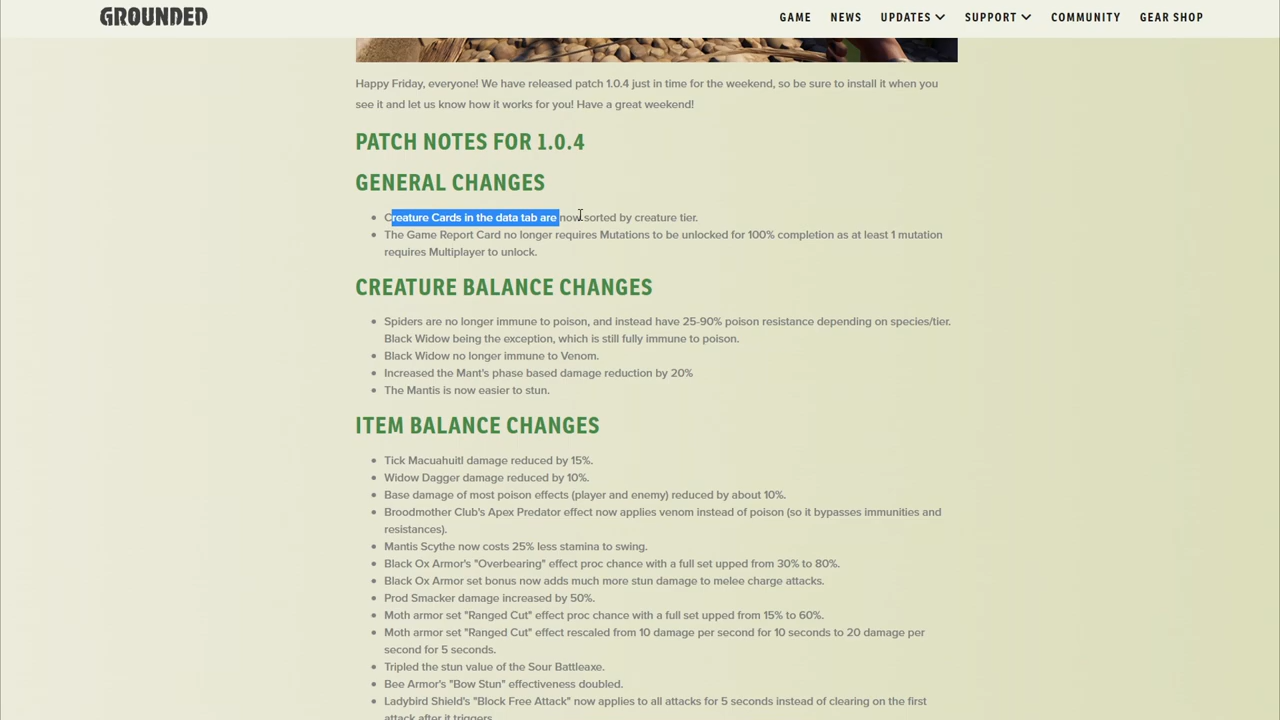 GROUNDED
GAME NEWS UPDATES SUPPORT COMMUNITY GEAR SHOP
Happy Friday, everyone! We have released patch 1.0.4 just in time for the weekend, so be sure to install it when you
see it and let us know how it works for you! Have a great weekend!
PATCH NOTES FOR 1.0.4
GENERAL CHANGES
Creature Cards in the data tab are now sorted by creature tier.
The Game Report Card no longer requires Mutations to be unlocked for 100% completion as at least 1 mutation
requires Multiplayer to unlock.
CREATURE BALANCE CHANGES
Spiders are no longer immune to poison, and instead have 25-90% poison resistance depending on species/tier.
Black Widow being the exception, which is still fully immune to poison.
Black Widow no longer immune to Venom.
Increased the Mant's phase based damage reduction by 20%
The Mantis is now easier to stun.
ITEM BALANCE CHANGES
Tick Macuahuitl damage reduced by 15%.
Widow Dagger damage reduced by 10%.
Base damage of most poison effects (player and enemy) reduced by about 10%.
Broodmother Club's Apex Predator effect now applies venom instead of poison (so it bypasses immunities and
resistances).
Mantis Scythe now costs 25% less stamina to swing.
Black Ox Armor's "Overbearing" effect proc chance with a full set upped from 30% to 80%.
Black Ox Armor set bonus now adds much more stun damage to melee charge attacks.
Prod Smacker damage increased by 50%.
Moth armor set "Ranged Cut" effect proc chance with a full set upped from 15% to 60%.
Moth armor set "Ranged Cut" effect rescaled from 10 damage per second for 10 seconds to 20 damage per
second for 5 seconds.
Tripled the stun value of the Sour Battleaxe.
Bee Armor's "Bow Stun" effectiveness doubled.
Ladybird Shield's "Block Free Attack" now applies to all attacks for 5 seconds instead of clearing on the first
attack after it triggers.